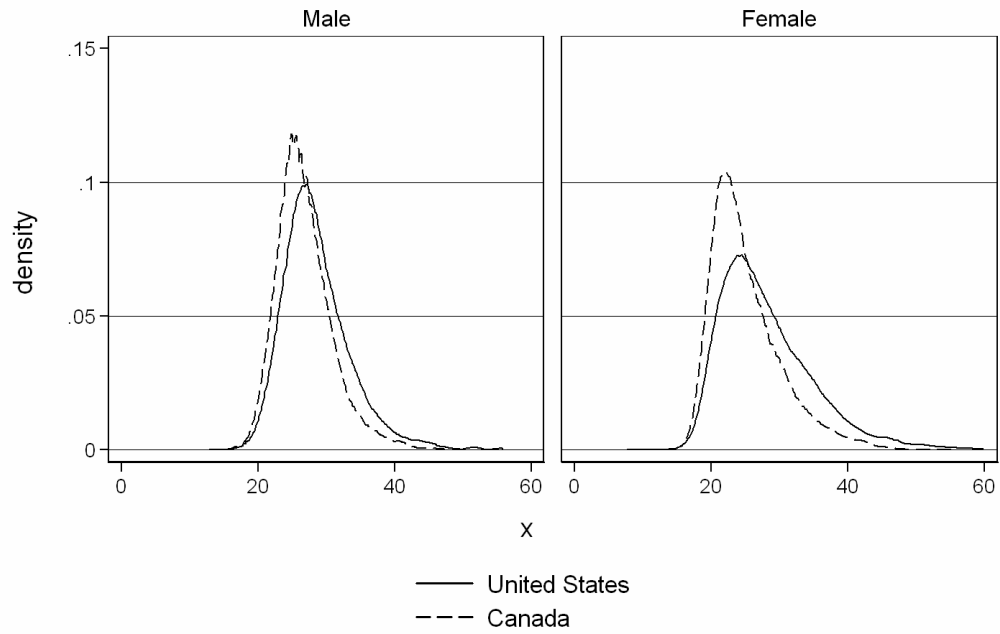 Male
Female
.15
.1
.05
0
density
0 20 40 60
0 20 40 60
X
United States
Canada